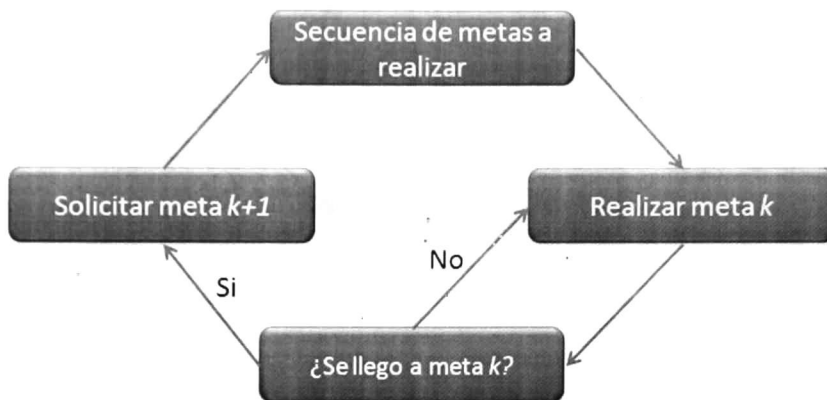 Secuencia de metas a
realizar
Solicitar meta k+1
Realizar meta k
No
Si
¿Se llego a meta k?